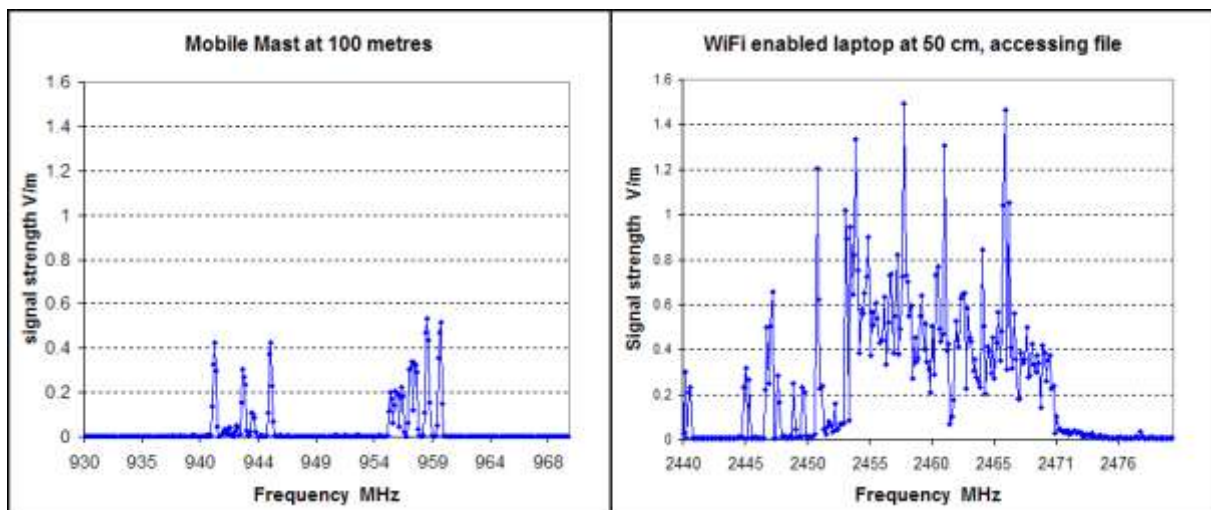 Mobile Mast at 100 metres
signal strength V/m
1.6
1.4
1.2
1
0.8
0.6
0.4
0.2
0
930 935 940 944 949 954 959 964 968
Frequency MHz
WiFi enabled laptop at 50 cm, accessing file
Signal strength V/m
1.6
1.4
1.2
1
0.8
0.6
0.4
0.2
0
2440 2445 2450 2455 2460 2465 2471 2476
Frequency MHz